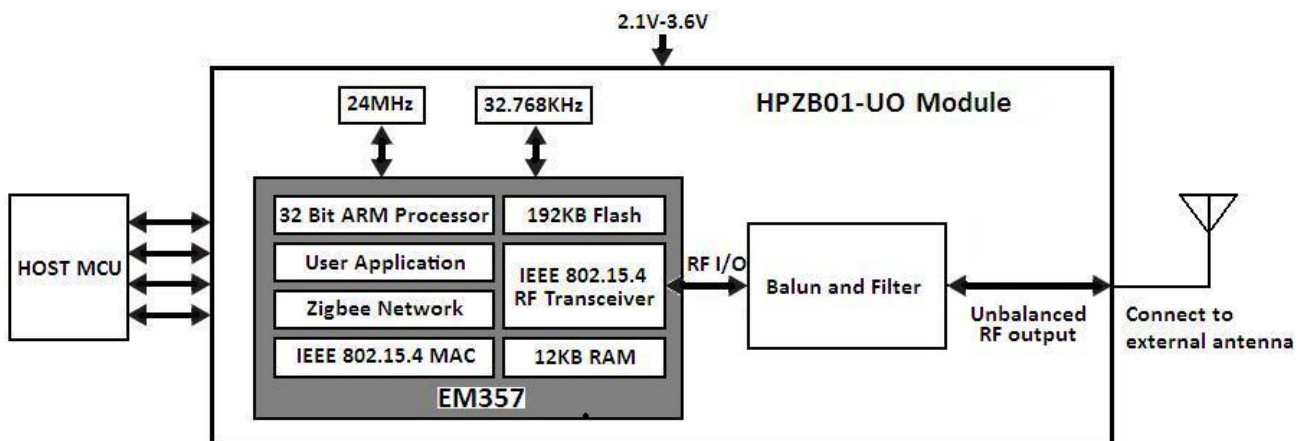 2.1V-3.6V
HPZB01-UO Module
24MHz
32.768KHz
HOST MCU
32 Bit ARM Processor
User Application
Zigbee Network
IEEE 802.15.4 MAC
192KB Flash
IEEE 802.15.4
RF Transceiver
12KB RAM
EM357
RF I/O
Balun and Filter
Unbalanced
RF output
Connect to
external antenna